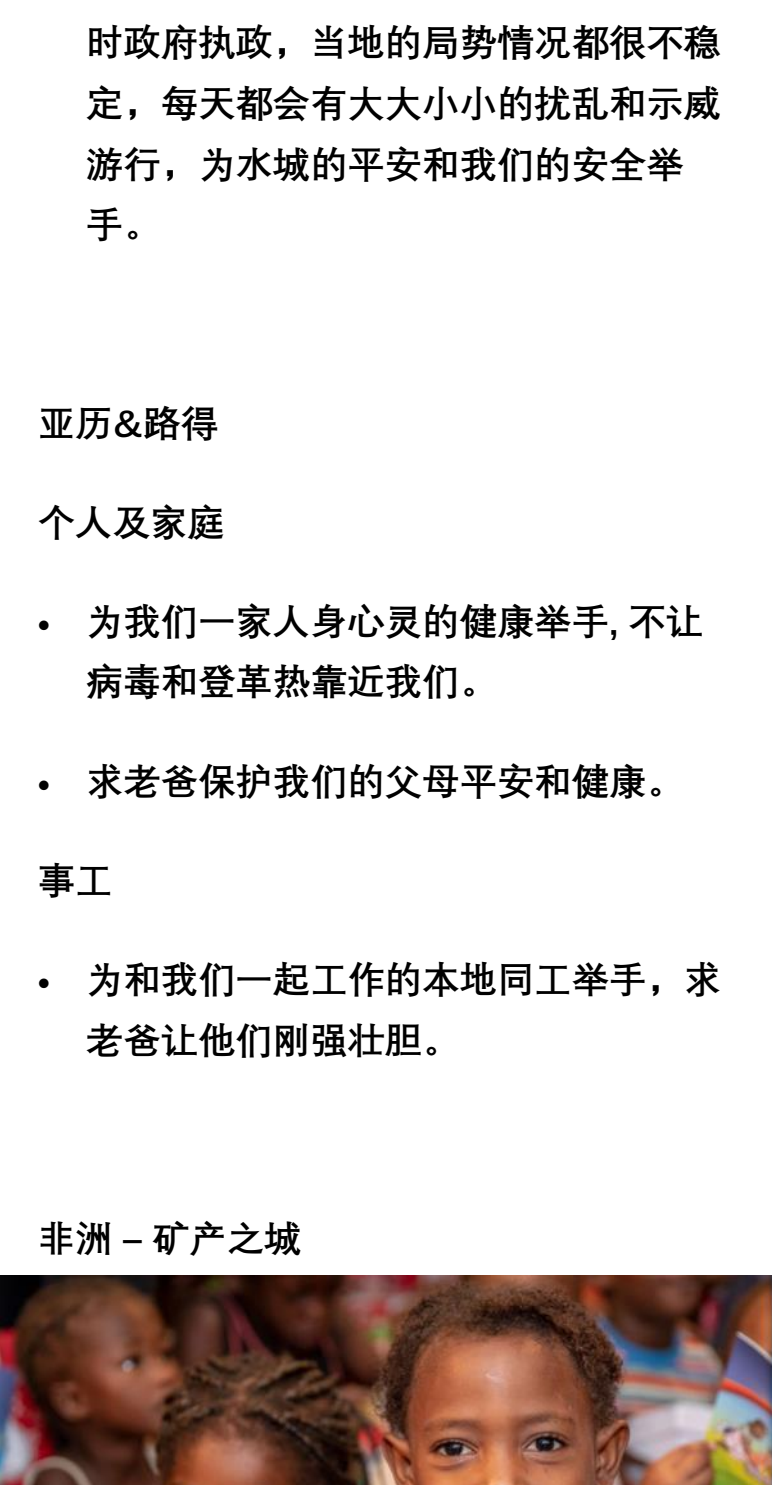 时政府执政，当地的局势情况都很不稳
定，每天都会有大大小小的扰乱和示威
游行，为水城的平安和我们的安全举
手。
亚历&路得
个人及家庭
• 为我们一家人身心灵的健康举手, 不让
病毒和登革热靠近我们。
• 求老爸保护我们的父母平安和健康。
事工
• 为和我们一起工作的本地同工举手，求
老爸让他们刚强壮胆。
非洲 – 矿产之城